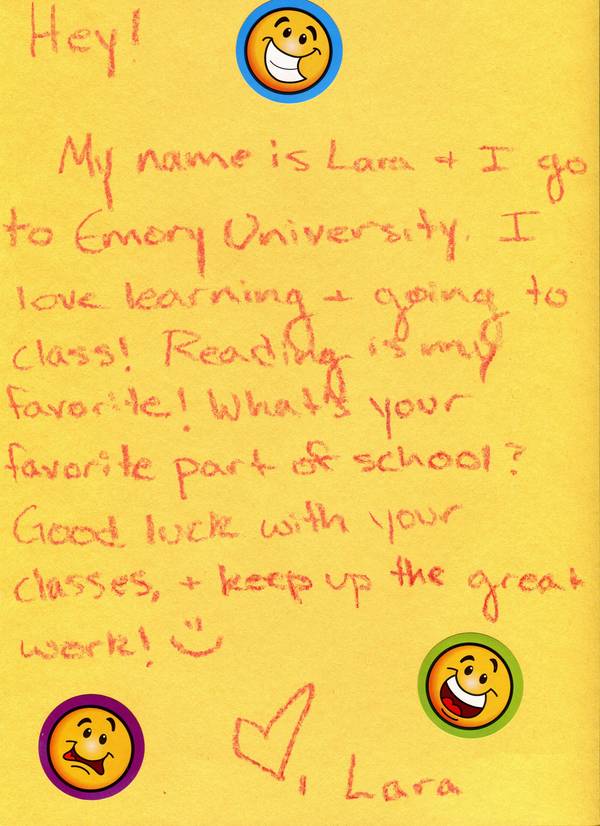 Hey!
My name is Lara + I go
to Emory University. I
love learning + going to
class! Reading is my
favorite! What's your
favorite part of school?
Good luck with your
classes, + keep up the great
work! :)
♡, Lara